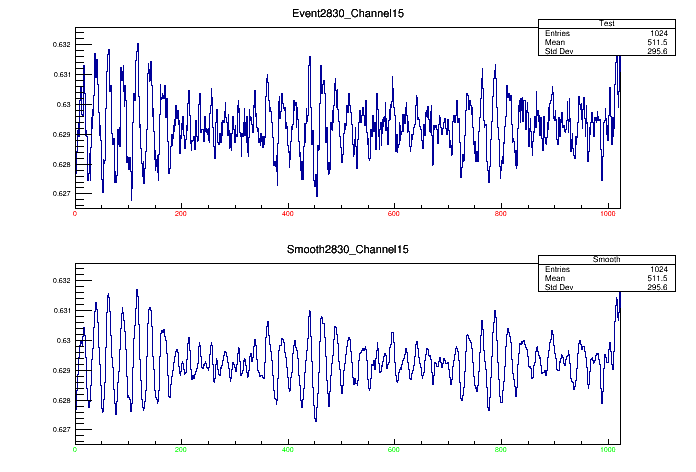 Event2830_Channel15
Test
Entries 1024
Mean 511.5
Std Dev 295.6
0.632
0.631
0.63
0.629
0.628
0.627
0 200 400 600 800 1000
Smooth2830_Channel15
Smooth
Entries 1024
Mean 511.5
Std Dev 295.6
0.632
0.631
0.63
0.629
0.628
0.627
0 200 400 600 800 1000